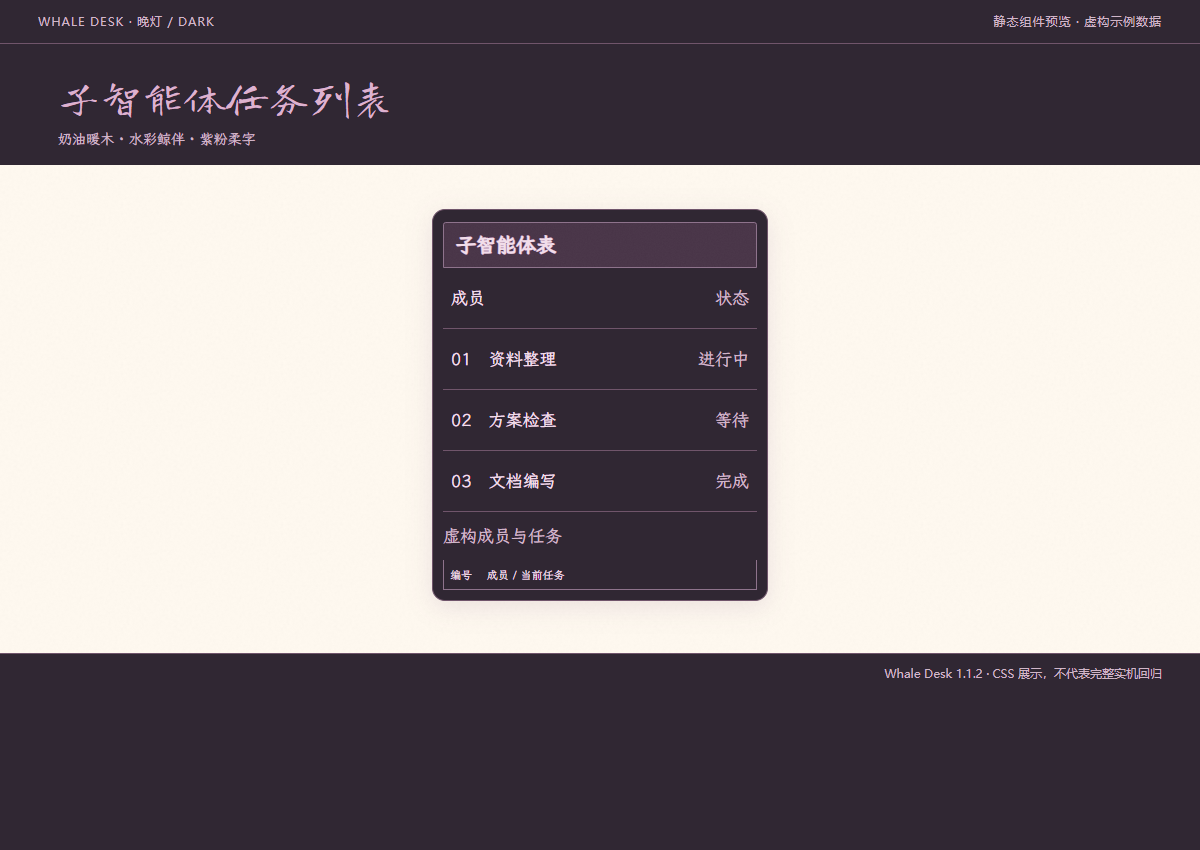 WHALE DESK · 晚灯 / DARK
静态组件预览 · 虚构示例数据
子智能体任务列表
奶油暖木 · 水彩鲸伴 · 紫粉柔字
子智能体表
成员 状态
01 资料整理 进行中
02 方案检查 等待
03 文档编写 完成
虚构成员与任务
编号 成员 / 当前任务
Whale Desk 1.1.2 · CSS 展示，不代表完整实机回归